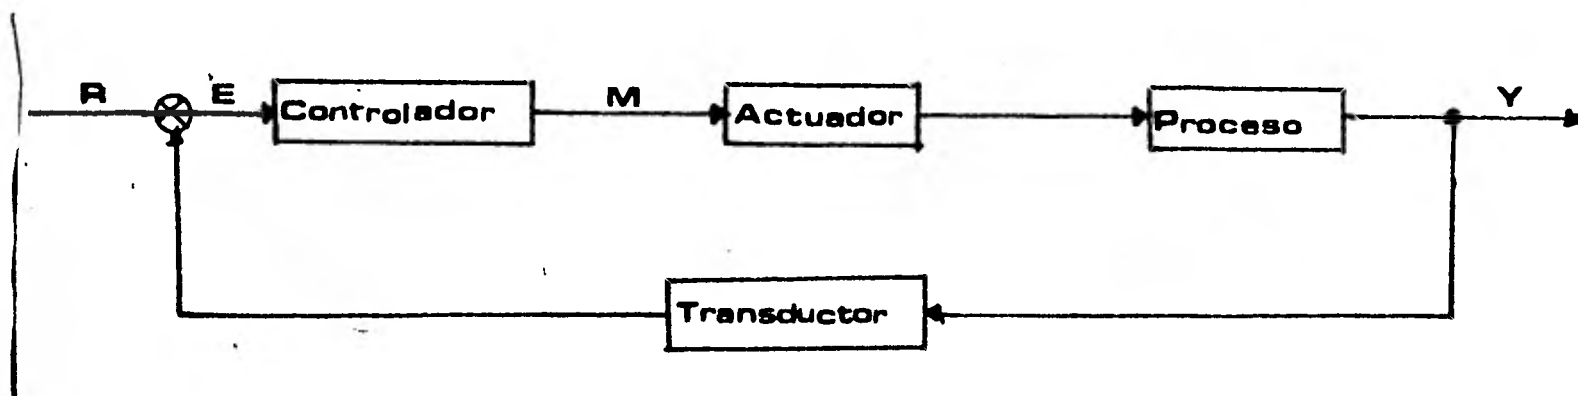 R
E
Controlador
M
Actuador
Proceso
Y
Transductor